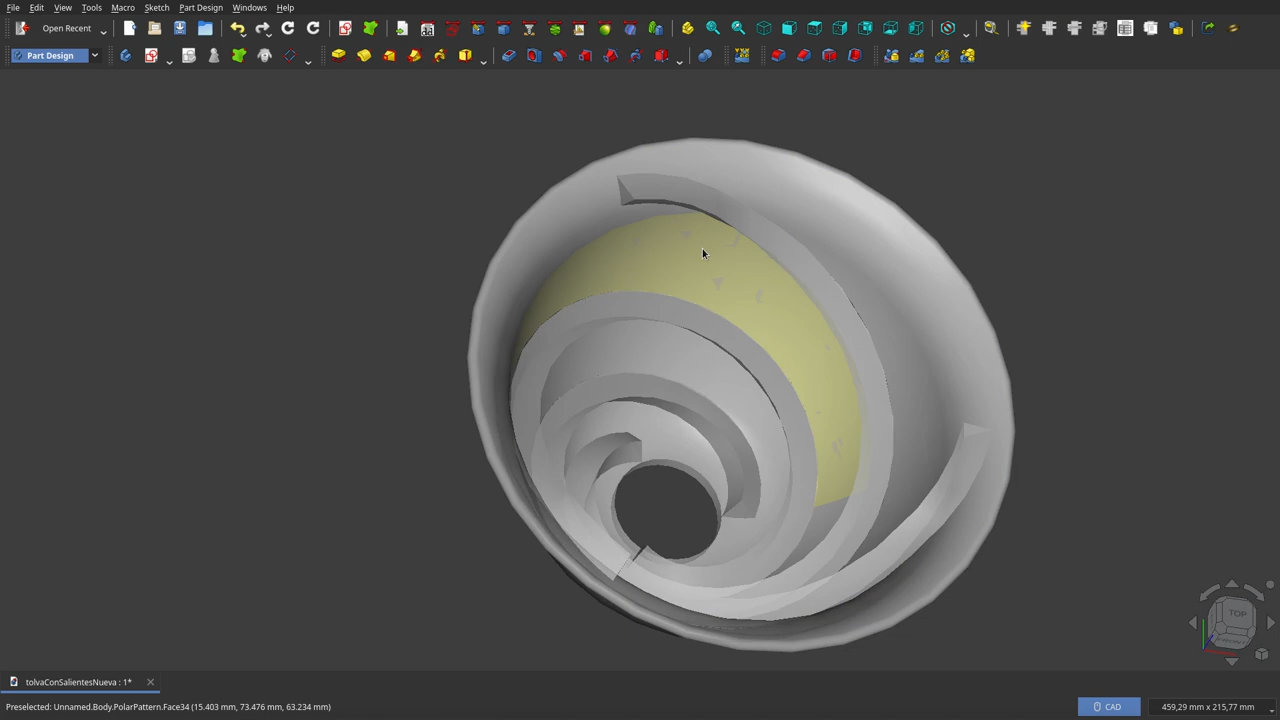 File Edit View Tools Macro Sketch Part Design Windows Help
Open Recent
Part Design
TOP
tolvaConSalientesNueva : 1*
Preselected: Unnamed.Body.PolarPattern.Face34 (15.403 mm, 73.476 mm, 63.234 mm) CAD 459,29 mm x 215,77 mm